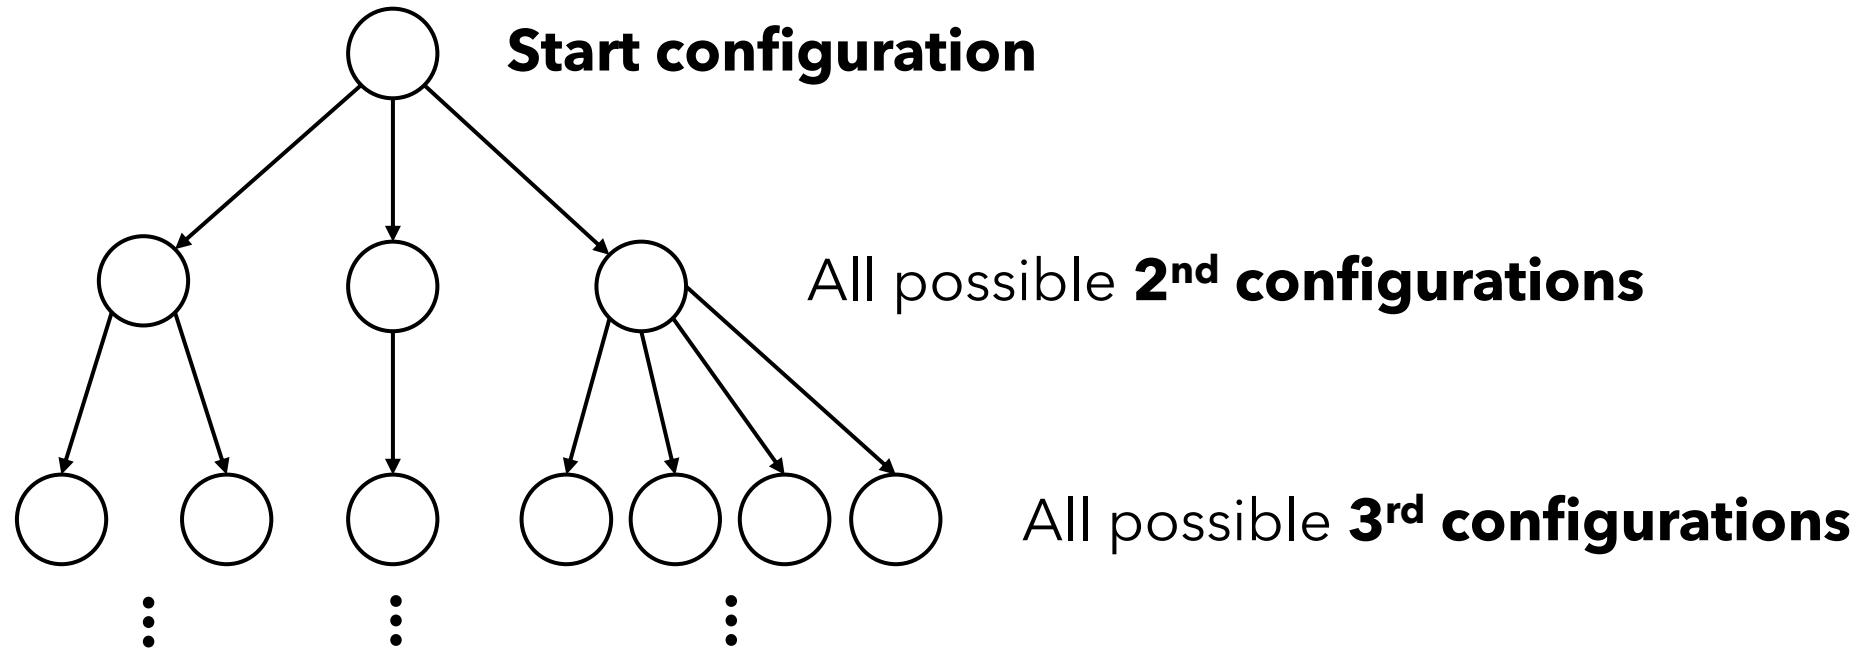 Start configuration
All possible 2nd configurations
All possible 3rd configurations